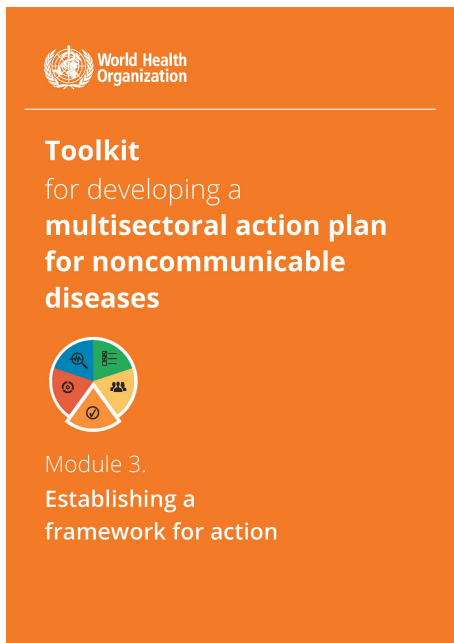 World Health
Organization
Toolkit
for developing a
multisectoral action plan
for noncommunicable
diseases
Module 3.
Establishing a
framework for action